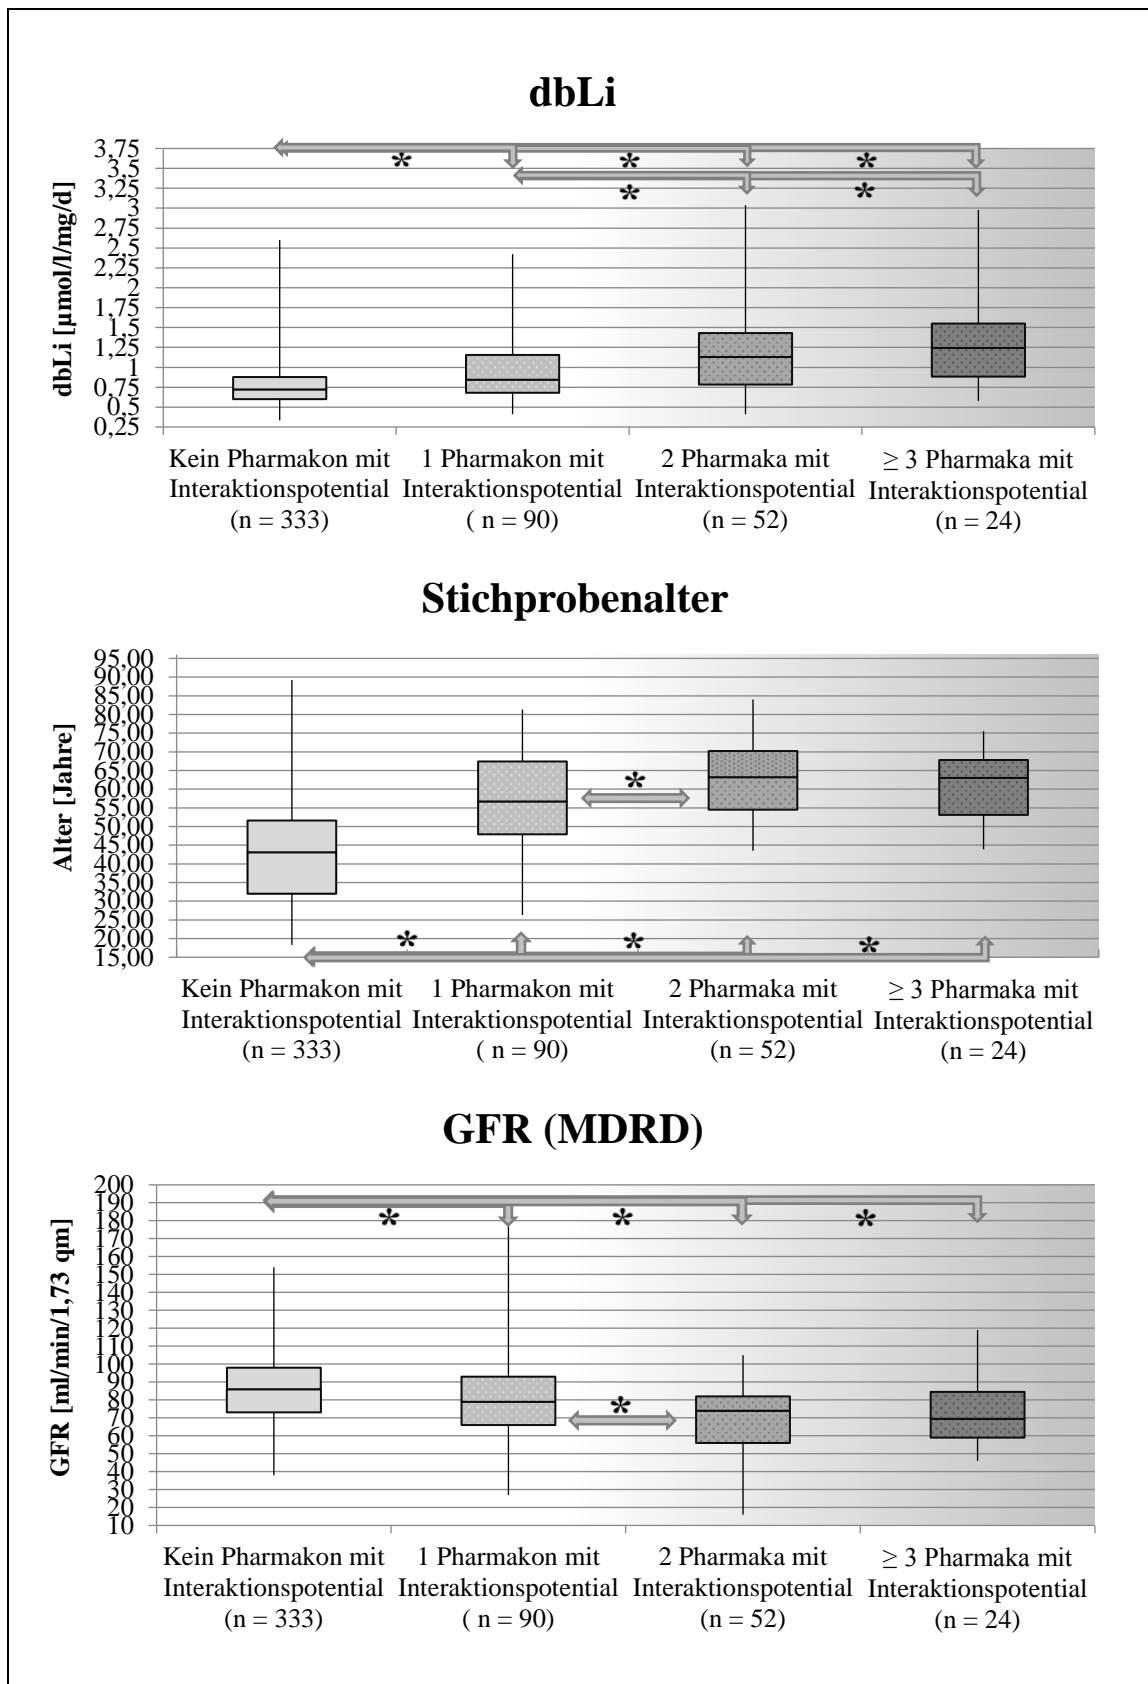 dbLi
dbLi [µmol/l/mg/d]
3,75
3,5
3,25
3
2,75
2,5
2,25
2
1,75
1,5
1,25
1
0,75
0,5
0,25
* * *
* *
Kein Pharmakon mit
Interaktionspotential
(n = 333)
1 Pharmakon mit
Interaktionspotential
( n = 90)
2 Pharmaka mit
Interaktionspotential
(n = 52)
≥ 3 Pharmaka mit
Interaktionspotential
(n = 24)
Stichprobenalter
Alter [Jahre]
95,00
90,00
85,00
80,00
75,00
70,00
65,00
60,00
55,00
50,00
45,00
40,00
35,00
30,00
25,00
20,00
15,00
*
* * *
Kein Pharmakon mit
Interaktionspotential
(n = 333)
1 Pharmakon mit
Interaktionspotential
( n = 90)
2 Pharmaka mit
Interaktionspotential
(n = 52)
≥ 3 Pharmaka mit
Interaktionspotential
(n = 24)
GFR (MDRD)
GFR [ml/min/1,73 qm]
200
190
180
170
160
150
140
130
120
110
100
90
80
70
60
50
40
30
20
10
* * *
*
Kein Pharmakon mit
Interaktionspotential
(n = 333)
1 Pharmakon mit
Interaktionspotential
( n = 90)
2 Pharmaka mit
Interaktionspotential
(n = 52)
≥ 3 Pharmaka mit
Interaktionspotential
(n = 24)